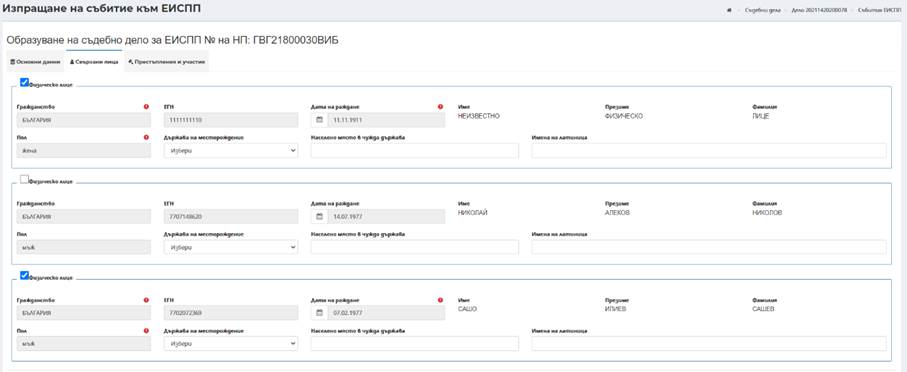 Изпращане на събитие към ЕИСПП
Съдебни дела
Дело 20211420200078
Събития ЕИСПП
Образуване на съдебно дело за ЕИСПП № на НП: ГВГ21800030ВИБ
Основни данни
Свързани лица
Престъпления и участия
Физическо лице
Гражданство ЕГН Дата на раждане Име Презиме Фамилия
БЪЛГАРИЯ 1111111110 11.11.1911 НЕИЗВЕСТНО ФИЗИЧЕСКО ЛИЦЕ
Пол Държава на месторождение Населено място в чужда държава Имена на латиница
жена Избери
Физическо лице
Гражданство ЕГН Дата на раждане Име Презиме Фамилия
БЪЛГАРИЯ 7707148620 14.07.1977 НИКОЛАЙ АЛЕКОВ НИКОЛОВ
Пол Държава на месторождение Населено място в чужда държава Имена на латиница
мъж Избери
Физическо лице
Гражданство ЕГН Дата на раждане Име Презиме Фамилия
БЪЛГАРИЯ 7702072369 07.02.1977 САШО ИЛИЕВ САШЕВ
Пол Държава на месторождение Населено място в чужда държава Имена на латиница
мъж Избери